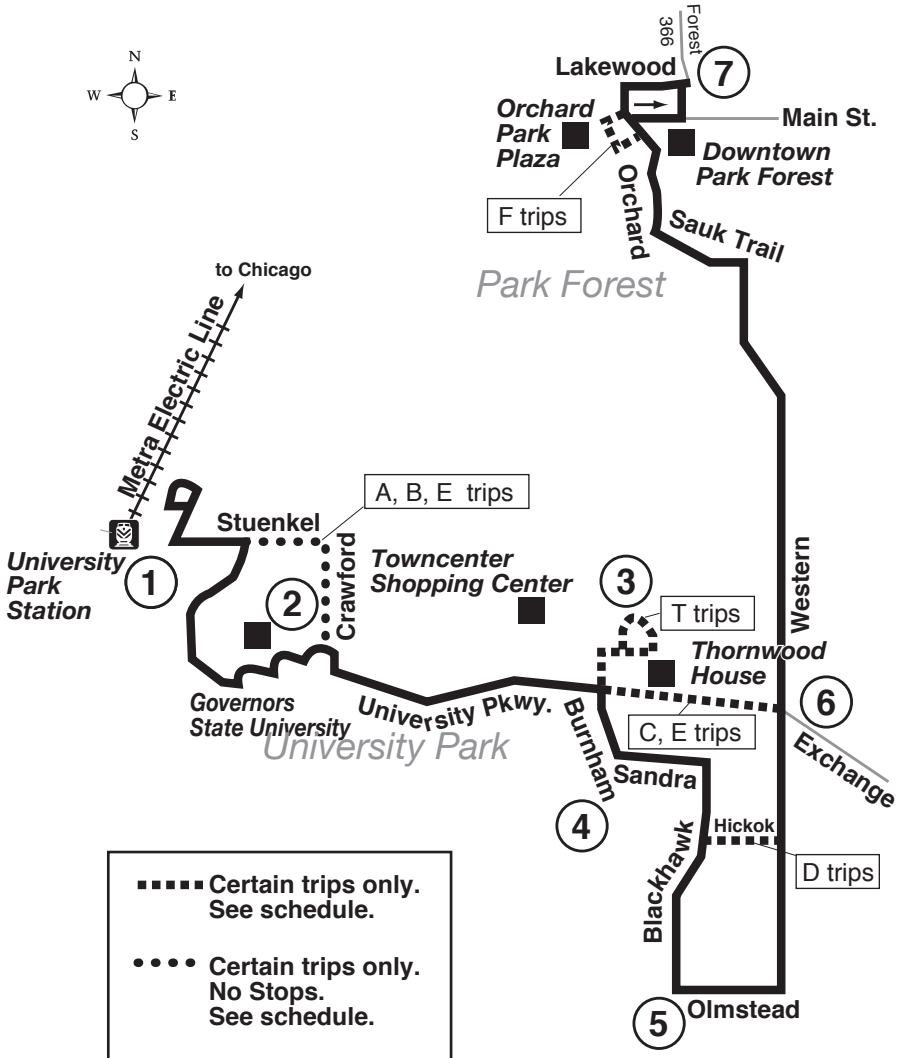 N
W
E
S
Forest
366
Lakewood
7
Main St.
Orchard
Park
Plaza
Downtown
Park Forest
F trips
Orchard
Sauk Trail
Park Forest
to Chicago
Metra Electric Line
A, B, E trips
Stuenkel
University
Park
Station
1
2
Crawford
Towncenter
Shopping Center
3
T trips
Thornwood
House
Western
6
Governors
State University
University Pkwy.
University Park
Burnham
C, E trips
Exchange
Sandra
4
Hickok
D trips
Blackhawk
5
Olmstead
Certain trips only.
See schedule.
Certain trips only.
No Stops.
See schedule.